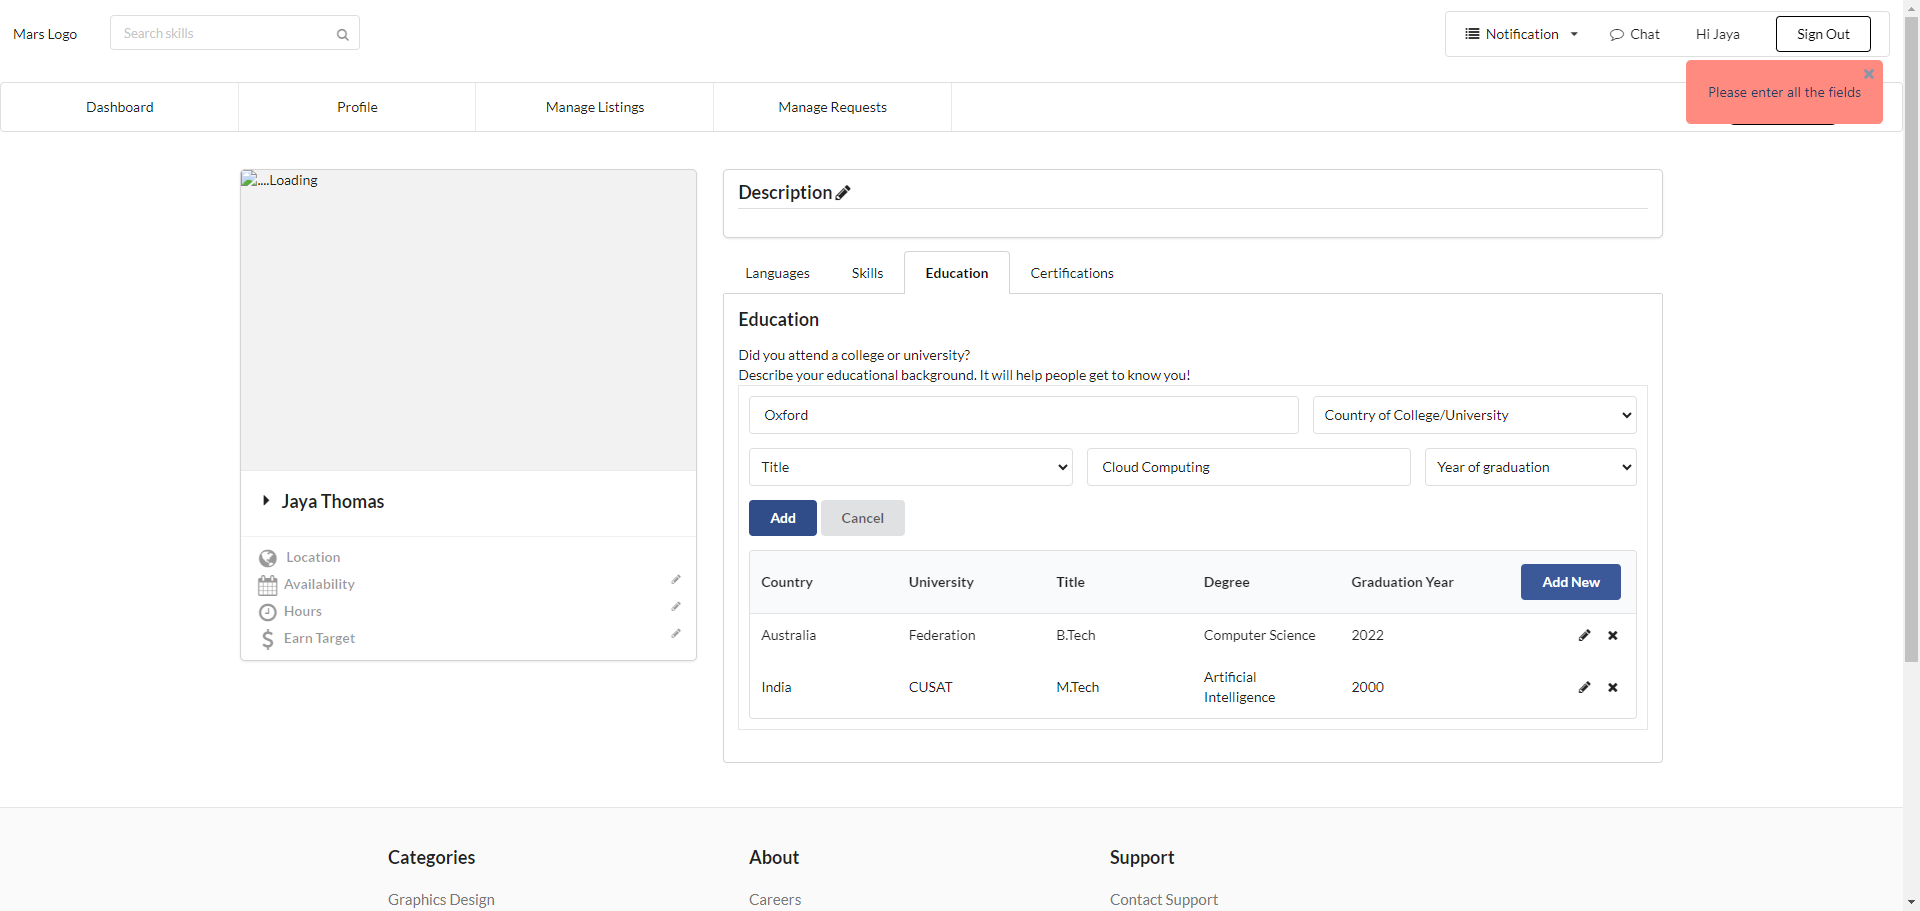 Mars Logo
Search skills
Notification
Chat
Hi Jaya
Sign Out
Please enter all the fields
Dashboard
Profile
Manage Listings
Manage Requests
....Loading
Jaya Thomas
Location
Availability
Hours
Earn Target
Description
Languages
Skills
Education
Certifications
Education
Did you attend a college or university?
Describe your educational background. It will help people get to know you!
Oxford
Country of College/University
Title
Cloud Computing
Year of graduation
Add
Cancel
Country University Title Degree Graduation Year Add New
Australia Federation B.Tech Computer Science 2022
India CUSAT M.Tech Artificial Intelligence 2000
Categories
Graphics Design
About
Careers
Support
Contact Support